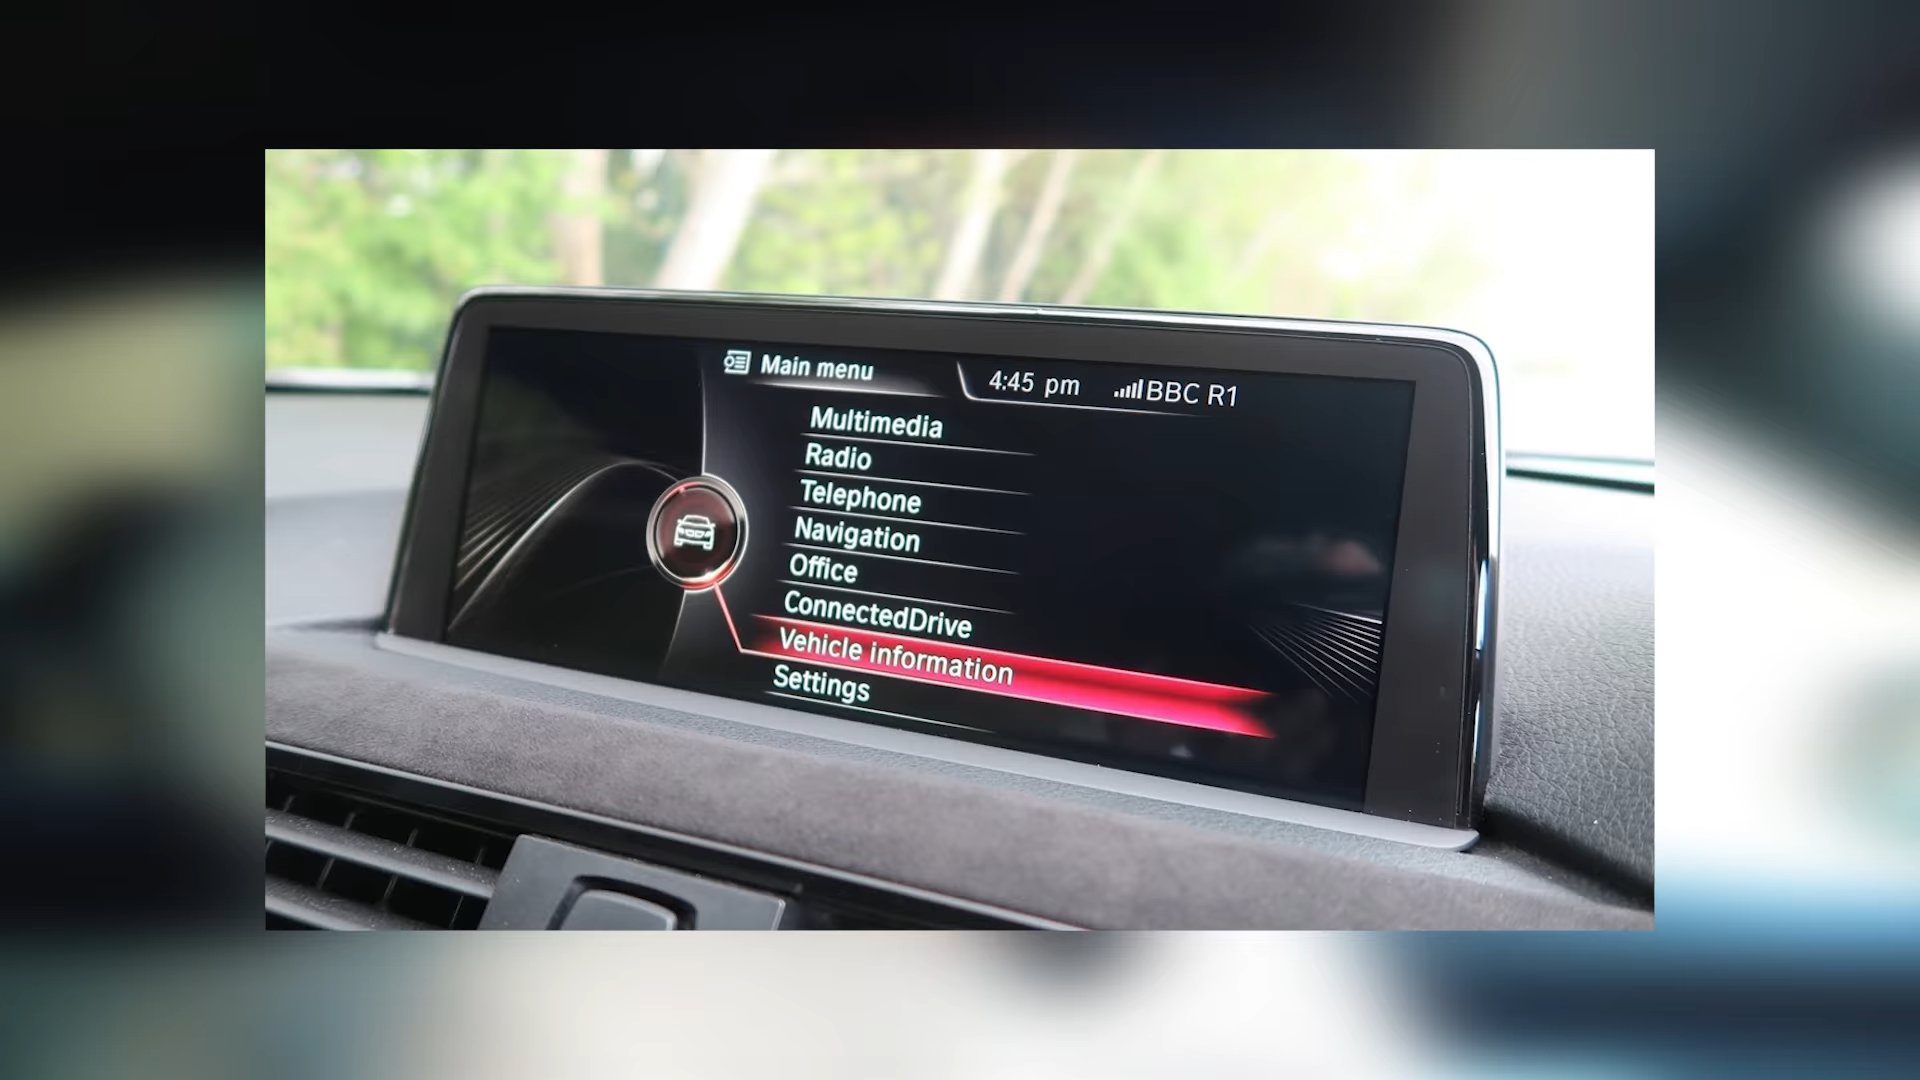 Main menu
4:45 pm
BBC R1
Multimedia
Radio
Telephone
Navigation
Office
ConnectedDrive
Vehicle information
Settings